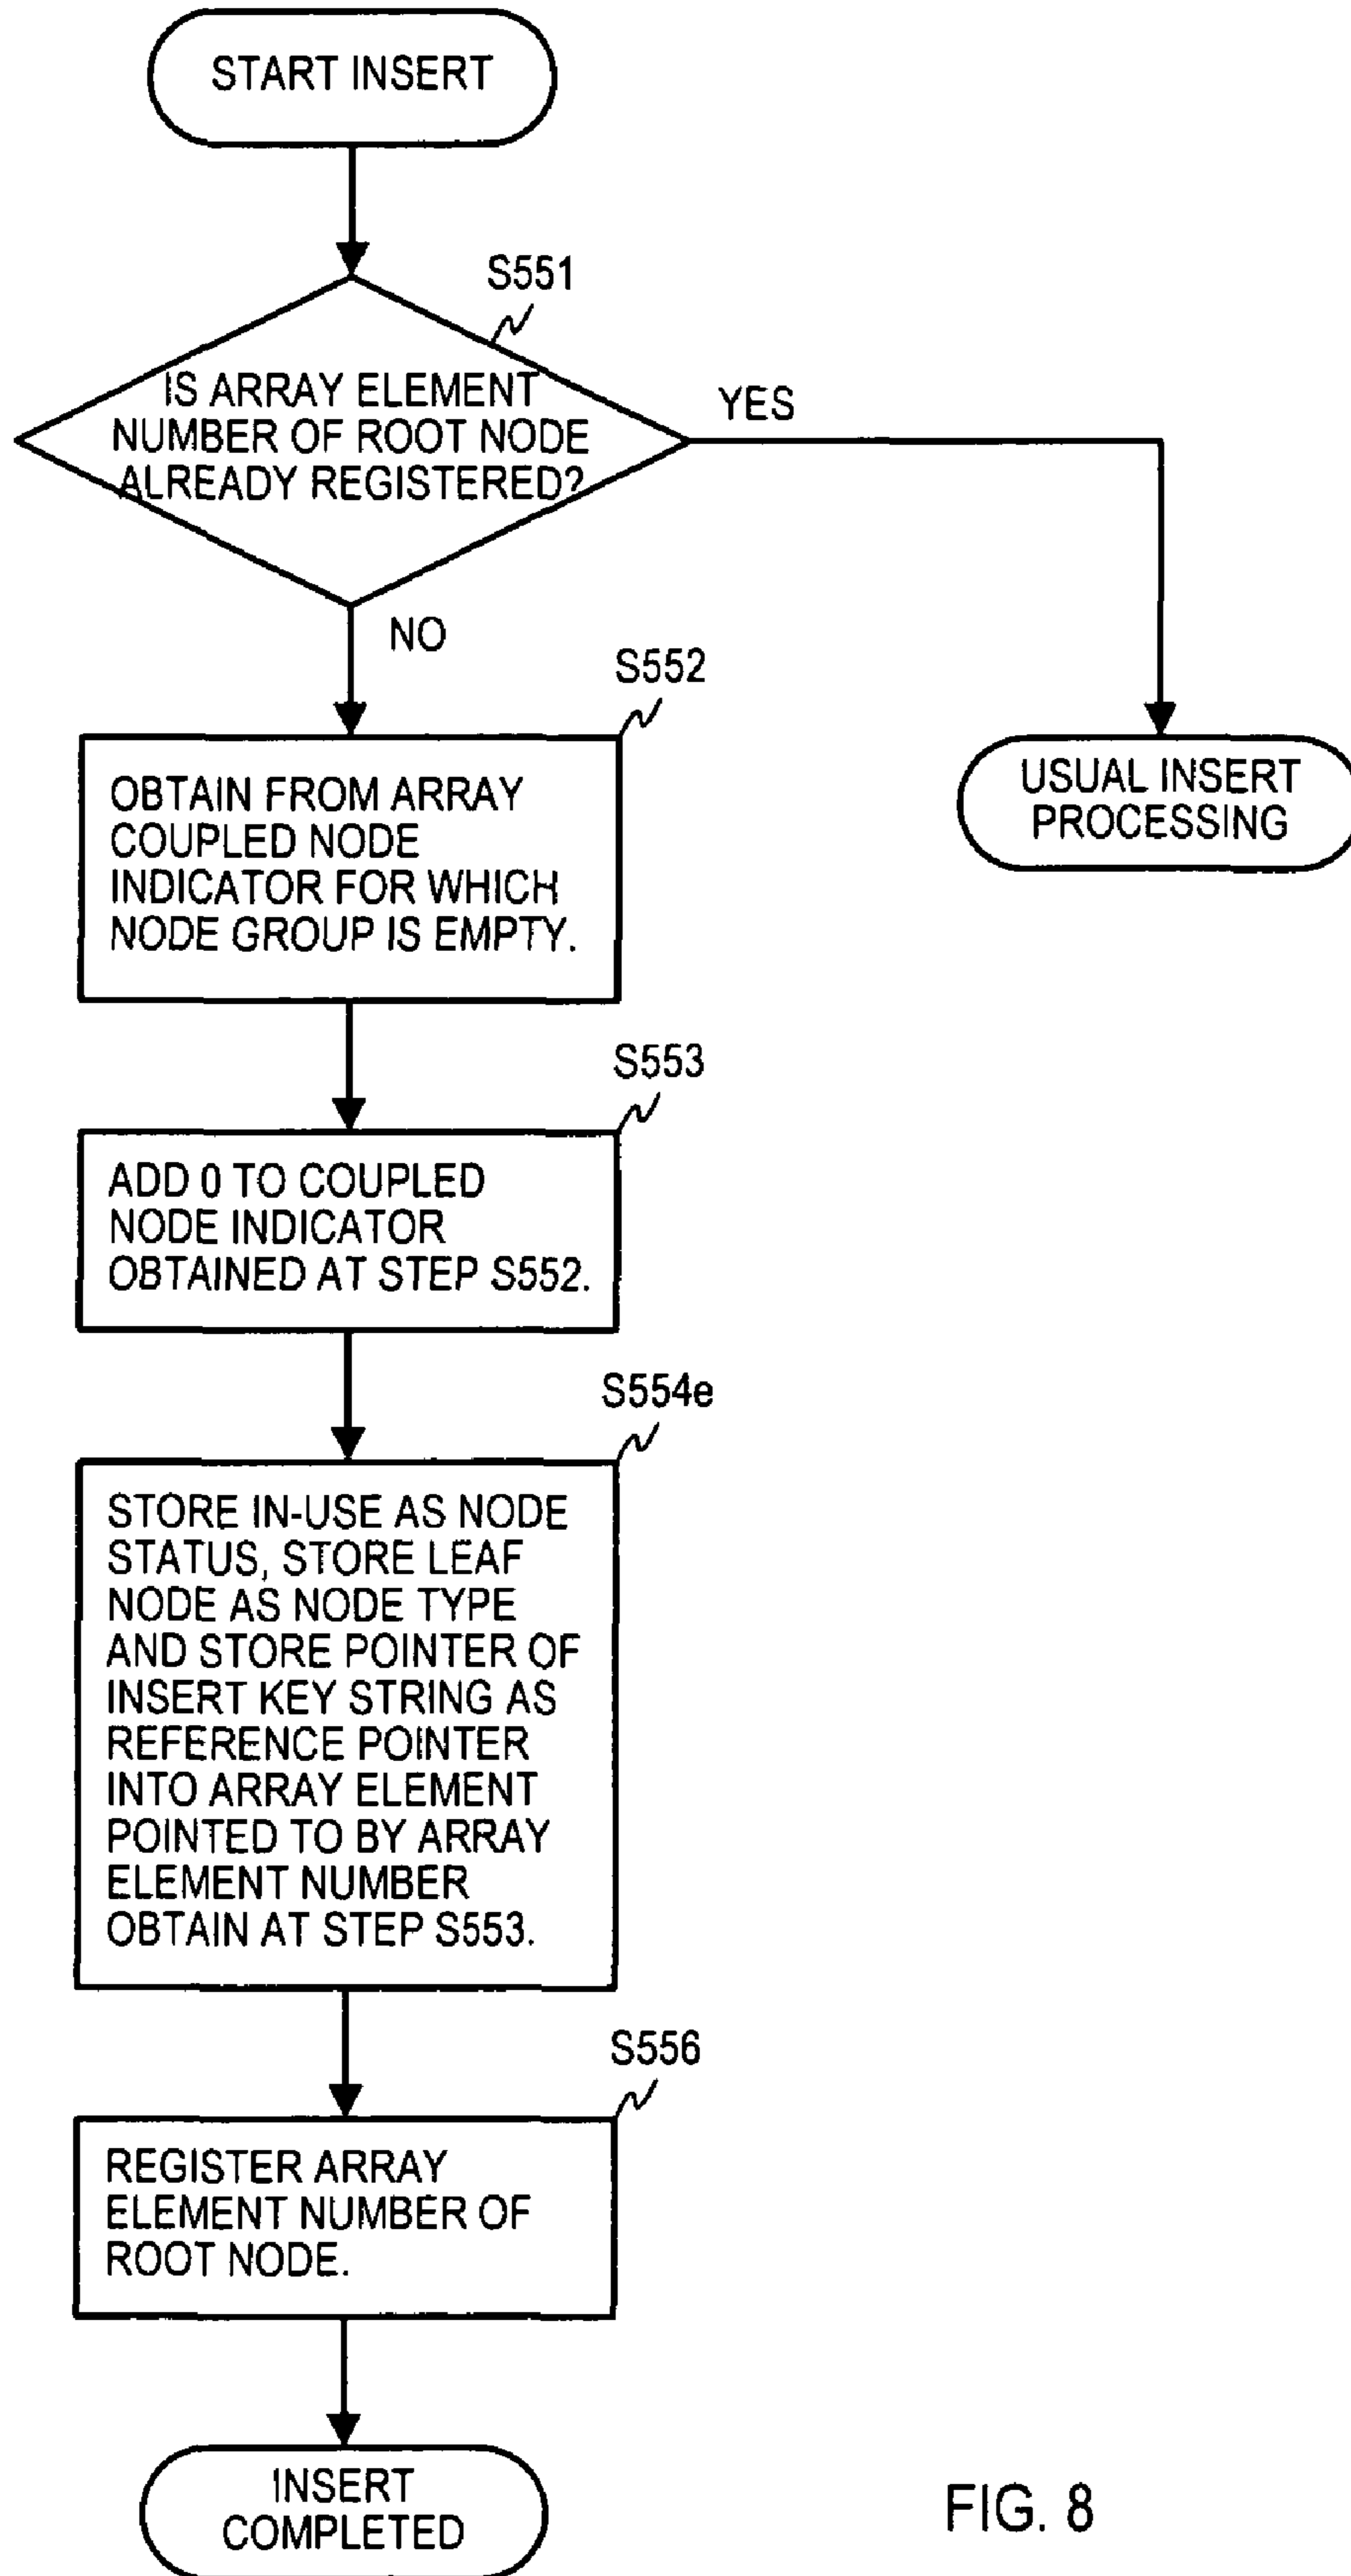 START INSERT
S551
IS ARRAY ELEMENT
NUMBER OF ROOT NODE
ALREADY REGISTERED?
YES
NO
S552
OBTAIN FROM ARRAY
COUPLED NODE
INDICATOR FOR WHICH
NODE GROUP IS EMPTY.
USUAL INSERT
PROCESSING
S553
ADD 0 TO COUPLED
NODE INDICATOR
OBTAINED AT STEP S552.
S554e
STORE IN-USE AS NODE
STATUS, STORE LEAF
NODE AS NODE TYPE
AND STORE POINTER OF
INSERT KEY STRING AS
REFERENCE POINTER
INTO ARRAY ELEMENT
POINTED TO BY ARRAY
ELEMENT NUMBER
OBTAIN AT STEP S553.
S556
REGISTER ARRAY
ELEMENT NUMBER OF
ROOT NODE.
INSERT
COMPLETED
FIG. 8